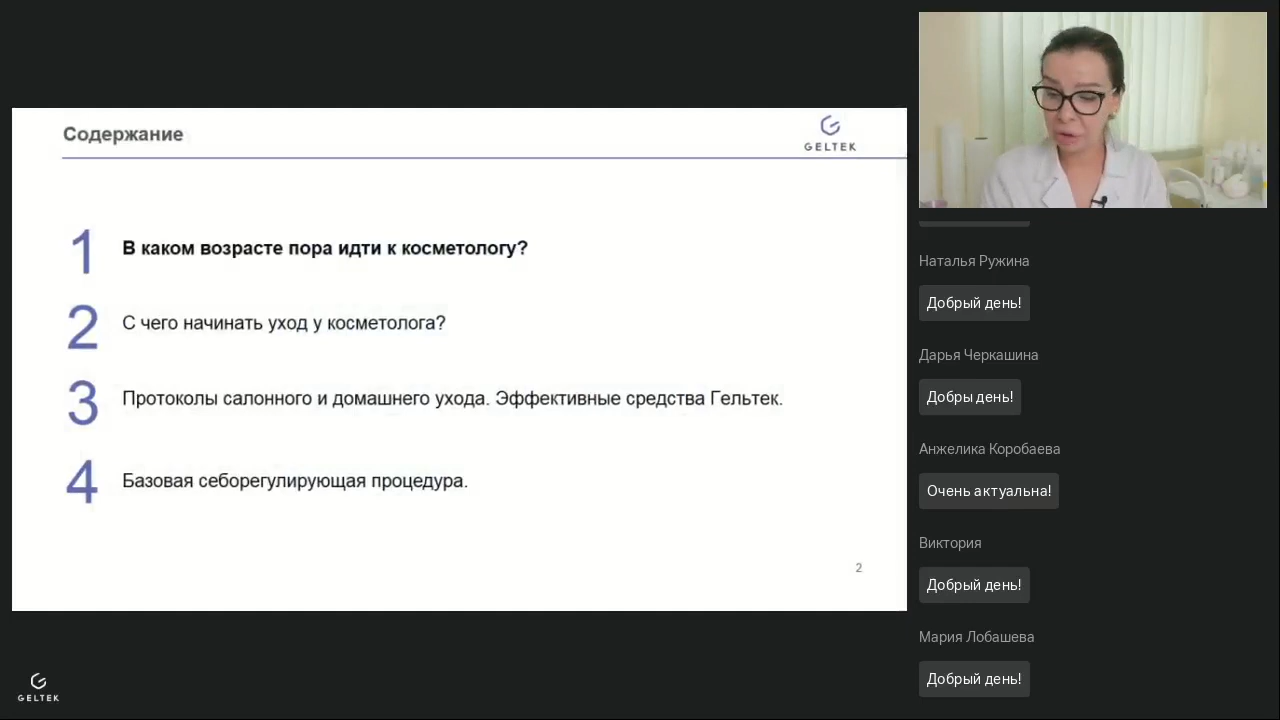 Содержание
GELTEK
1 В каком возрасте пора идти к косметологу?
2 С чего начинать уход у косметолога?
3 Протоколы салонного и домашнего ухода. Эффективные средства Гельтек.
4 Базовая себорегулирующая процедура.
2
GELTEK
Наталья Ружина
Добрый день!
Дарья Черкашина
Добры день!
Анжелика Коробаева
Очень актуальна!
Виктория
Добрый день!
Мария Лобашева
Добрый день!